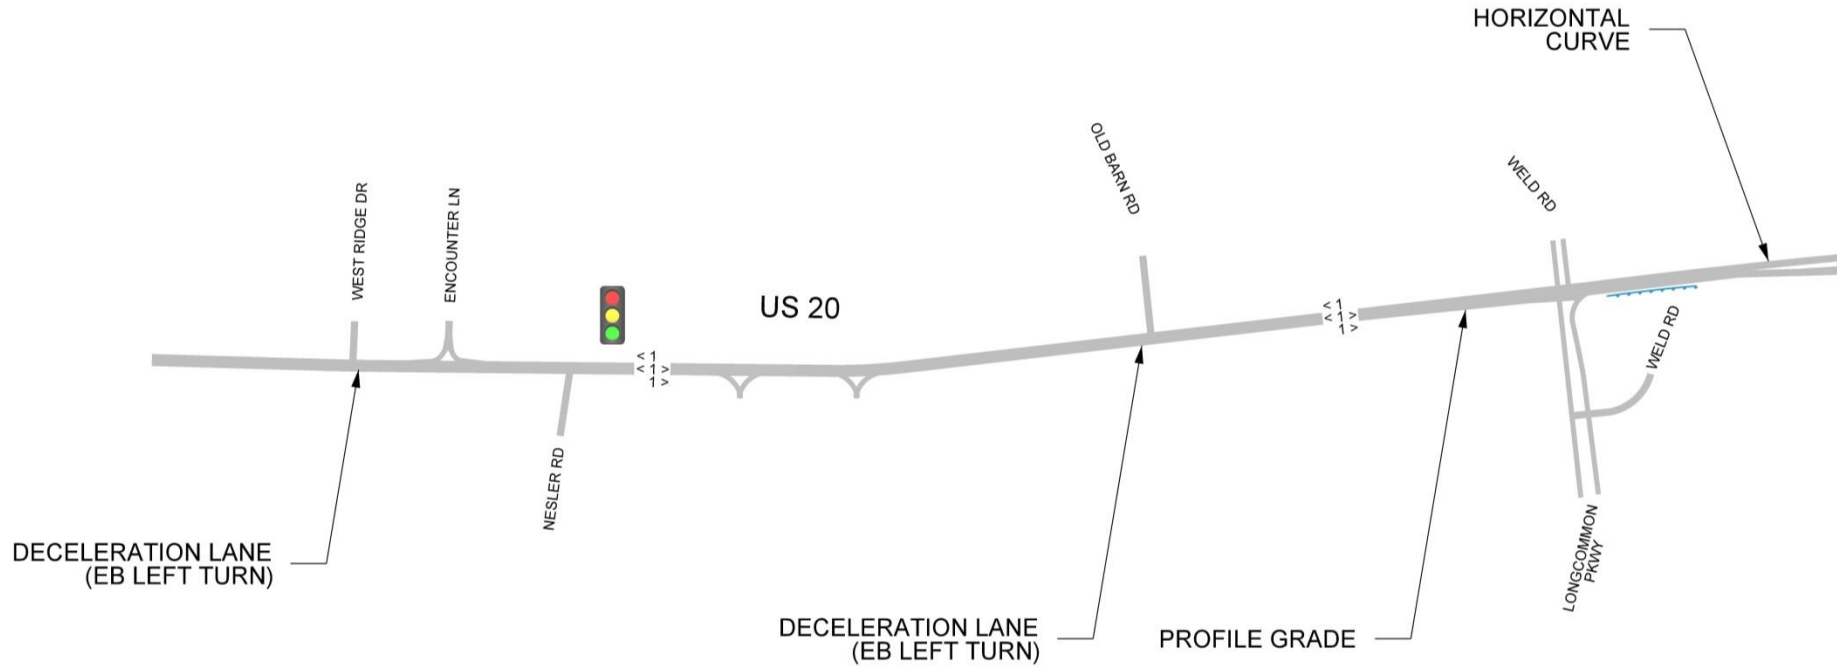 HORIZONTAL
CURVE
OLD BARN RD
WELD RD
WEST RIDGE DR
ENCOUNTER LN
US 20
< 1
< 1 >
1 >
< 1
< 1 >
1 >
WELD RD
NESLER RD
LONGCOMMON
PKWY
DECELERATION LANE
(EB LEFT TURN)
DECELERATION LANE
(EB LEFT TURN)
PROFILE GRADE